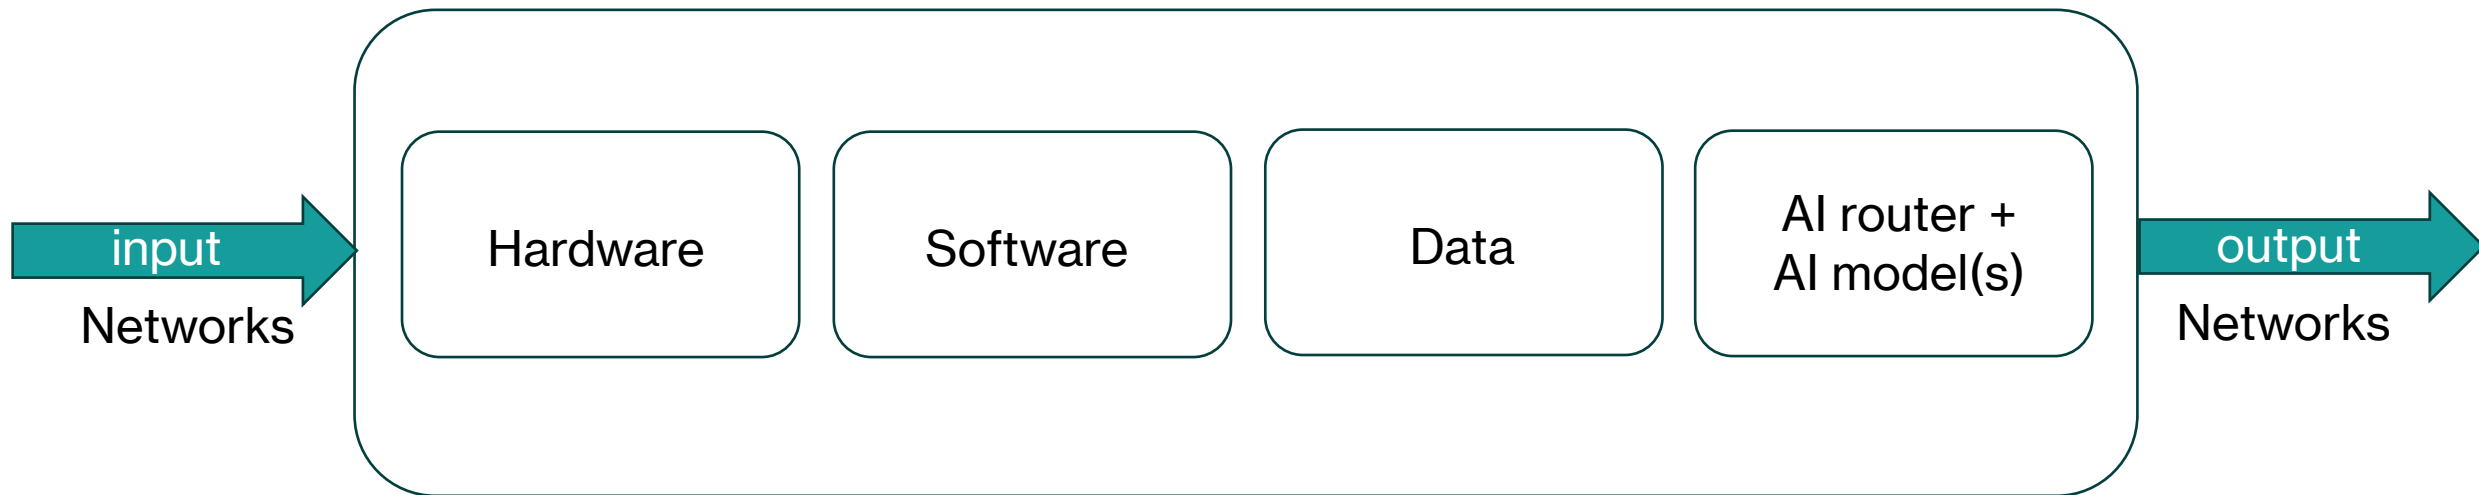 input
Networks
Hardware
Software
Data
AI router +
AI model(s)
output
Networks